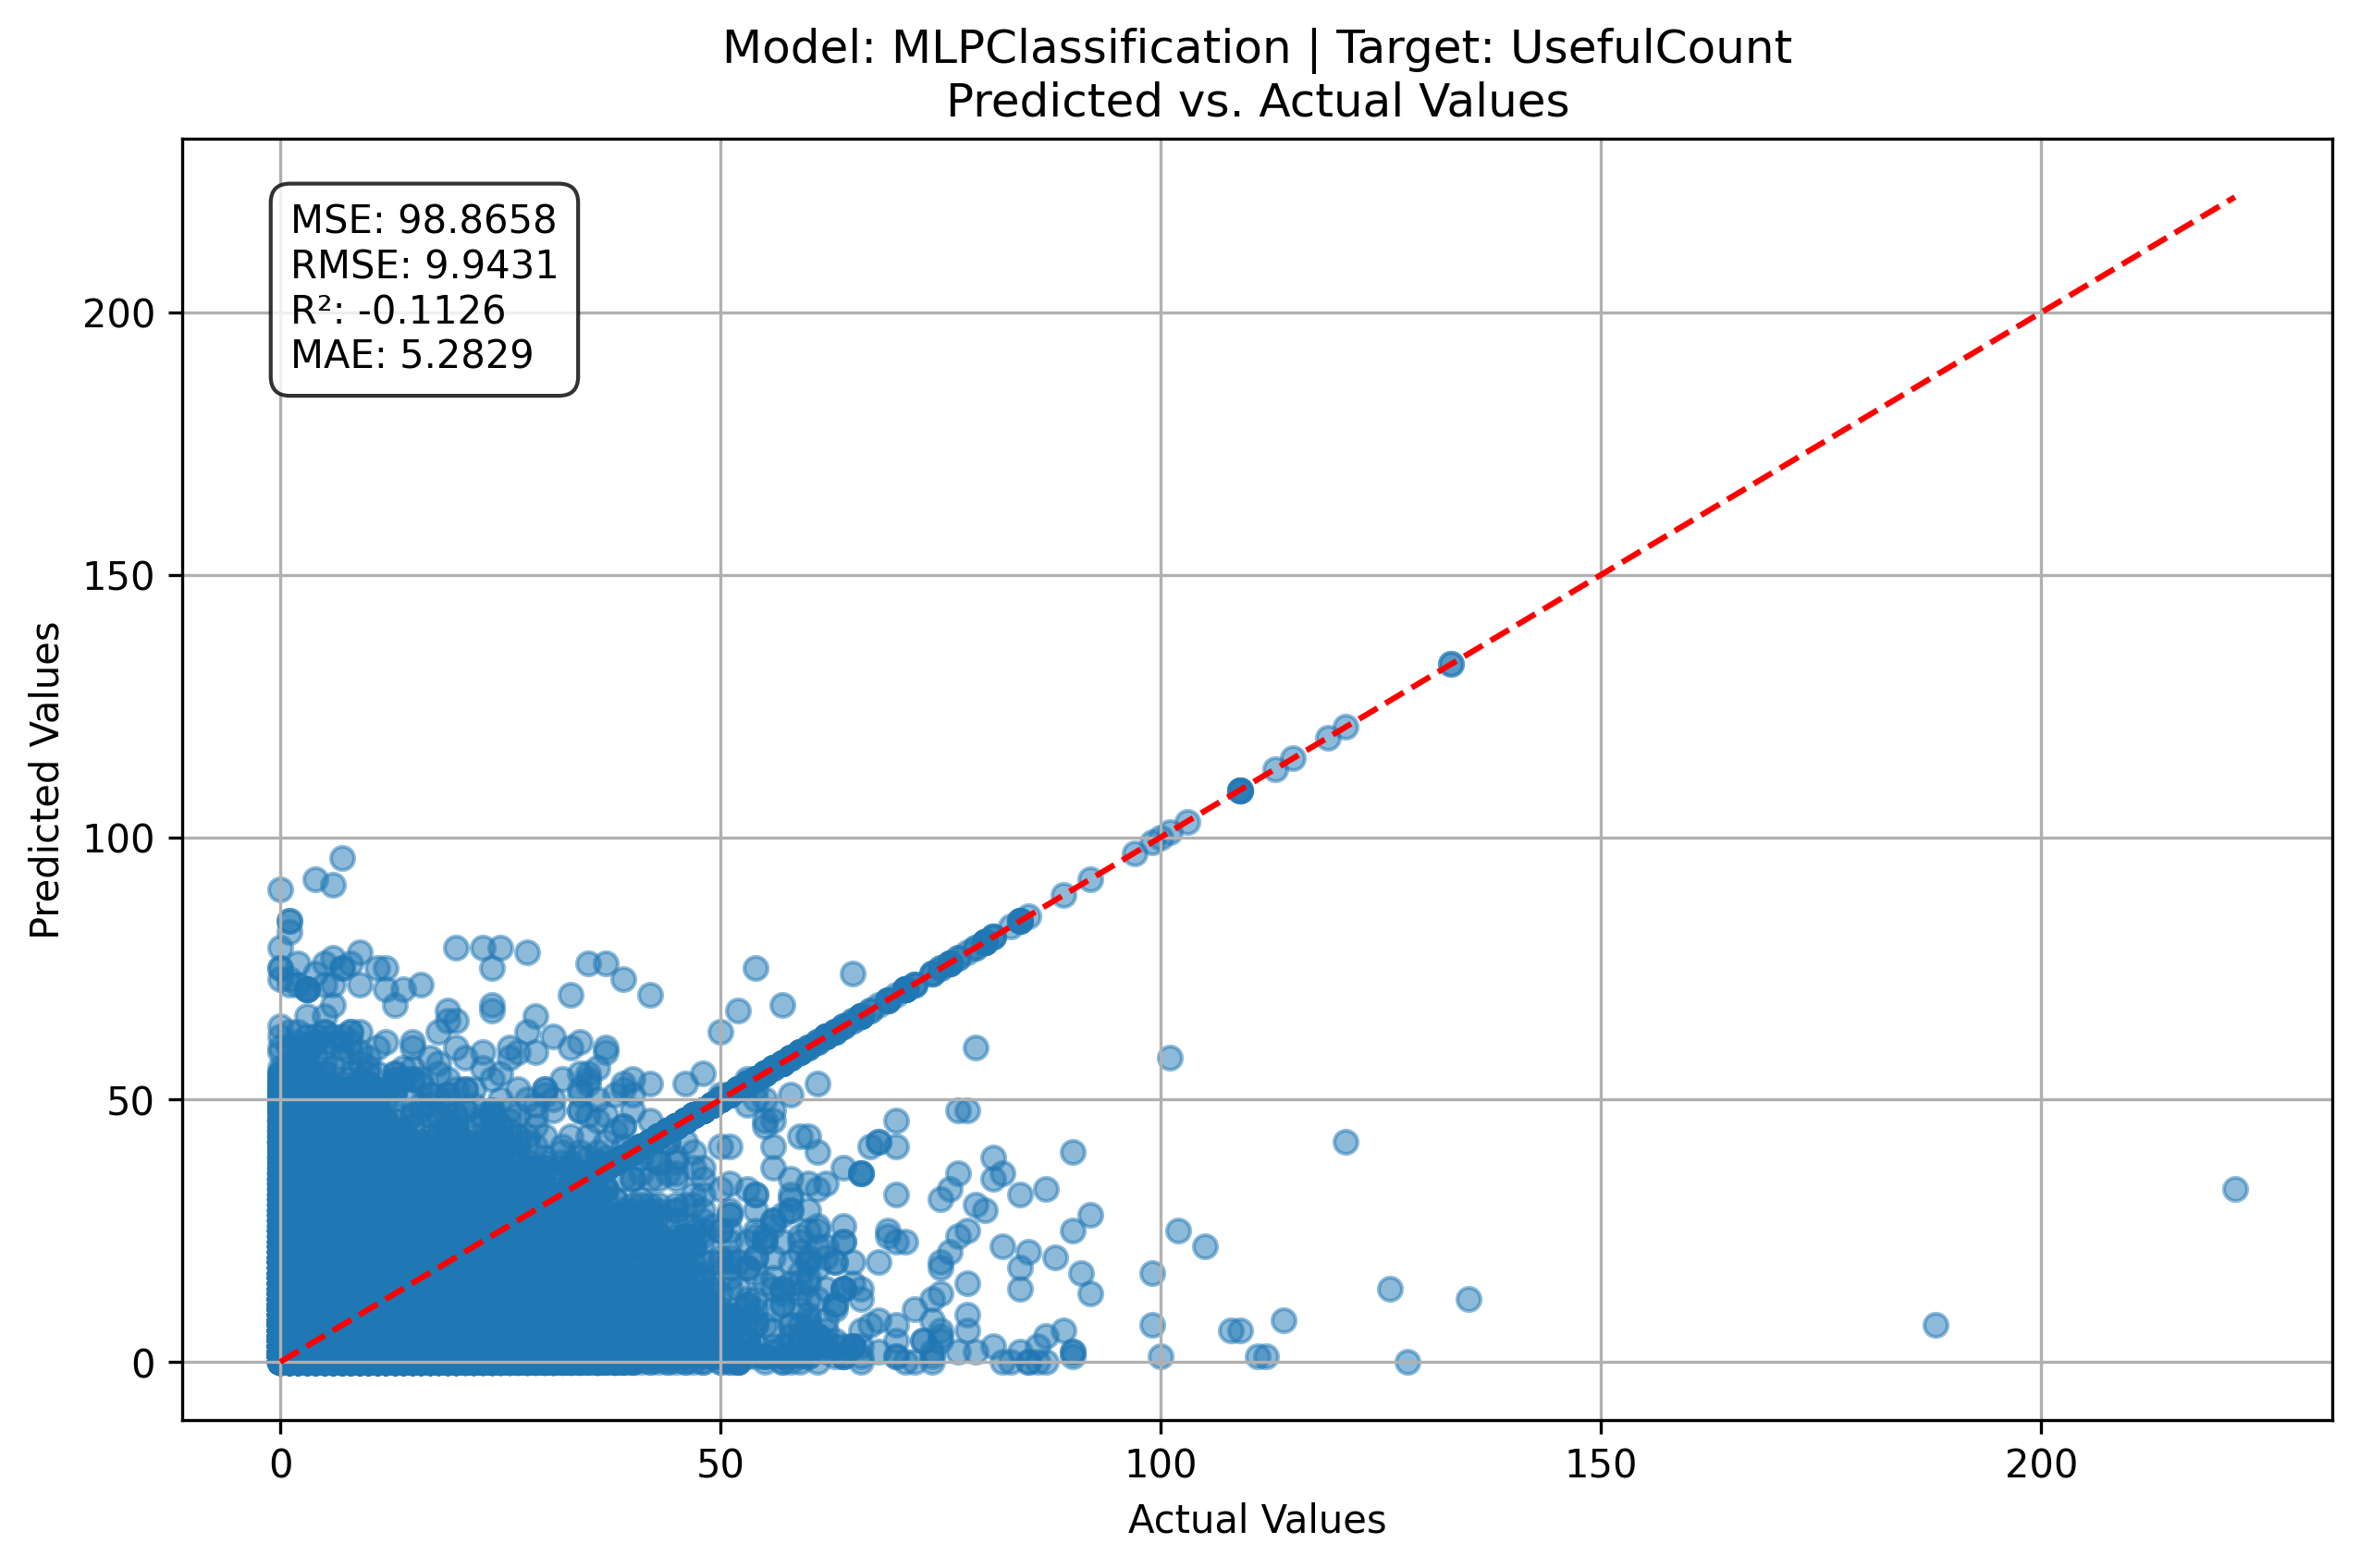 Model: MLPClassification | Target: UsefulCount
Predicted vs. Actual Values
MSE: 98.8658
RMSE: 9.9431
R²: -0.1126
MAE: 5.2829
200
150
100
50
0
Predicted Values
0 50 100 150 200
Actual Values